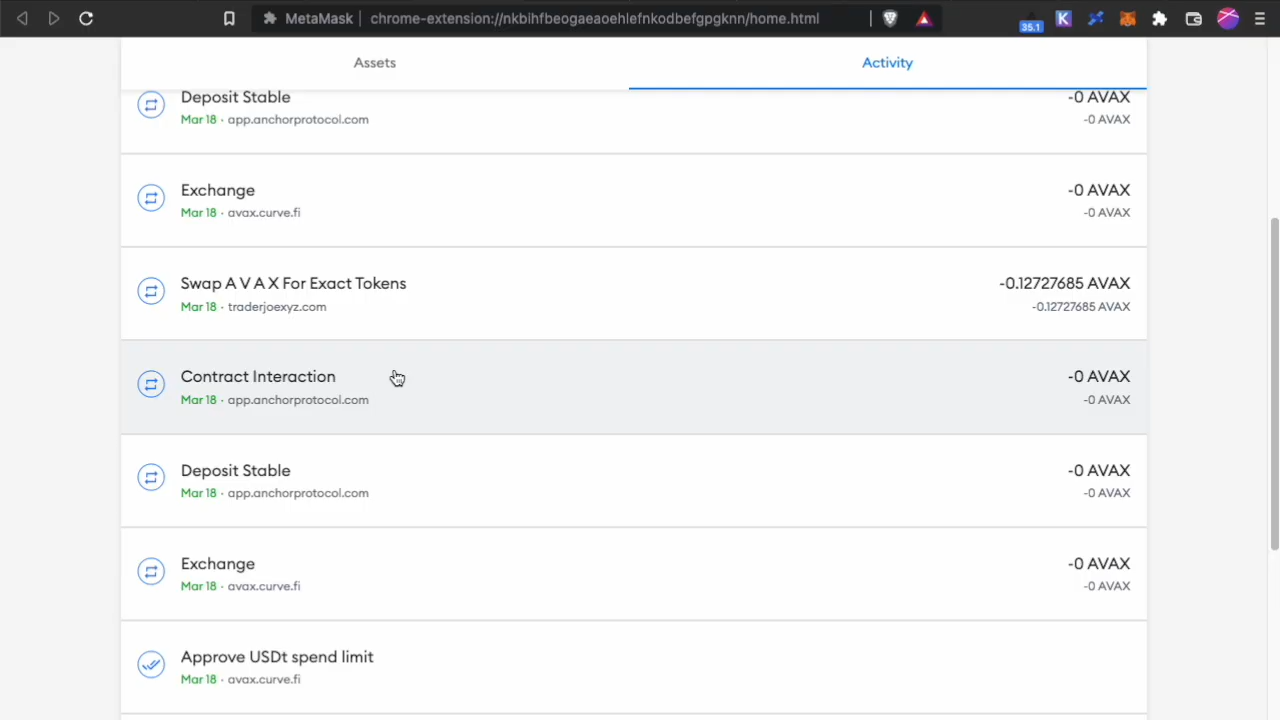 MetaMask
chrome-extension://nkbihfbeogaeaoehlefnkodbefgpgknn/home.html
35.1
K
Assets
Activity
Deposit Stable
-0 AVAX
Mar 18 · app.anchorprotocol.com
-0 AVAX
Exchange
-0 AVAX
Mar 18 · avax.curve.fi
-0 AVAX
Swap A V A X For Exact Tokens
-0.12727685 AVAX
Mar 18 · traderjoexyz.com
-0.12727685 AVAX
Contract Interaction
-0 AVAX
Mar 18 · app.anchorprotocol.com
-0 AVAX
Deposit Stable
-0 AVAX
Mar 18 · app.anchorprotocol.com
-0 AVAX
Exchange
-0 AVAX
Mar 18 · avax.curve.fi
-0 AVAX
Approve USDt spend limit
Mar 18 · avax.curve.fi